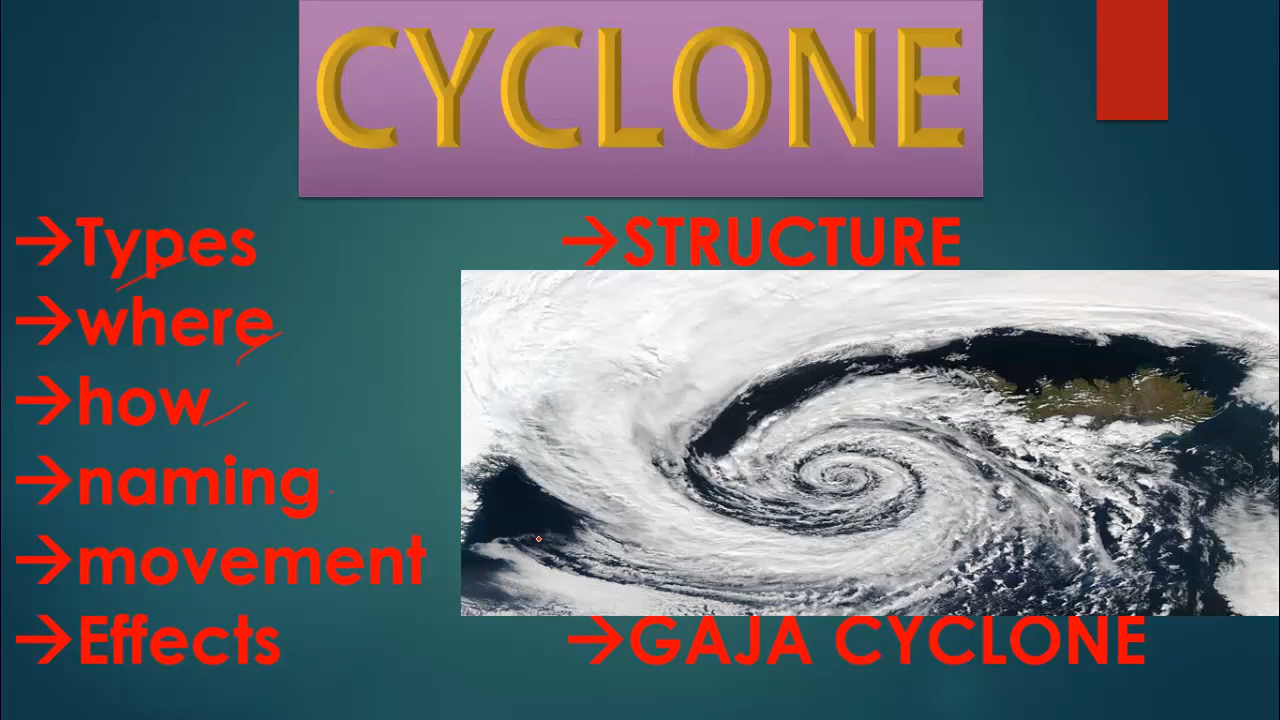 CYCLONE
→Types
→where
→how
→naming
→movement
→Effects
→STRUCTURE
→GAJA CYCLONE